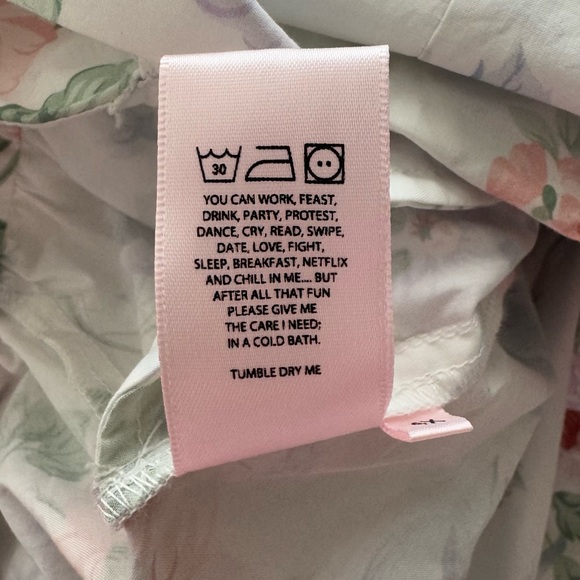 30
YOU CAN WORK, FEAST,
DRINK, PARTY, PROTEST,
DANCE, CRY, READ, SWIPE,
DATE, LOVE, FIGHT,
SLEEP, BREAKFAST, NETFLIX
AND CHILL IN ME.... BUT
AFTER ALL THAT FUN
PLEASE GIVE ME
THE CARE I NEED;
IN A COLD BATH.
TUMBLE DRY ME